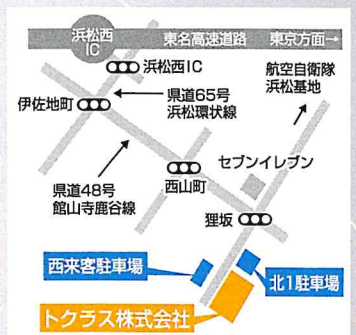 浜松西
IC
東名高速道路
東京方面→
浜松西IC
航空自衛隊
浜松基地
伊佐地町
県道65号
浜松環状線
県道48号
館山寺鹿谷線
西山町
セブンイレブン
狸坂
西来客駐車場
北1駐車場
トクラス株式会社